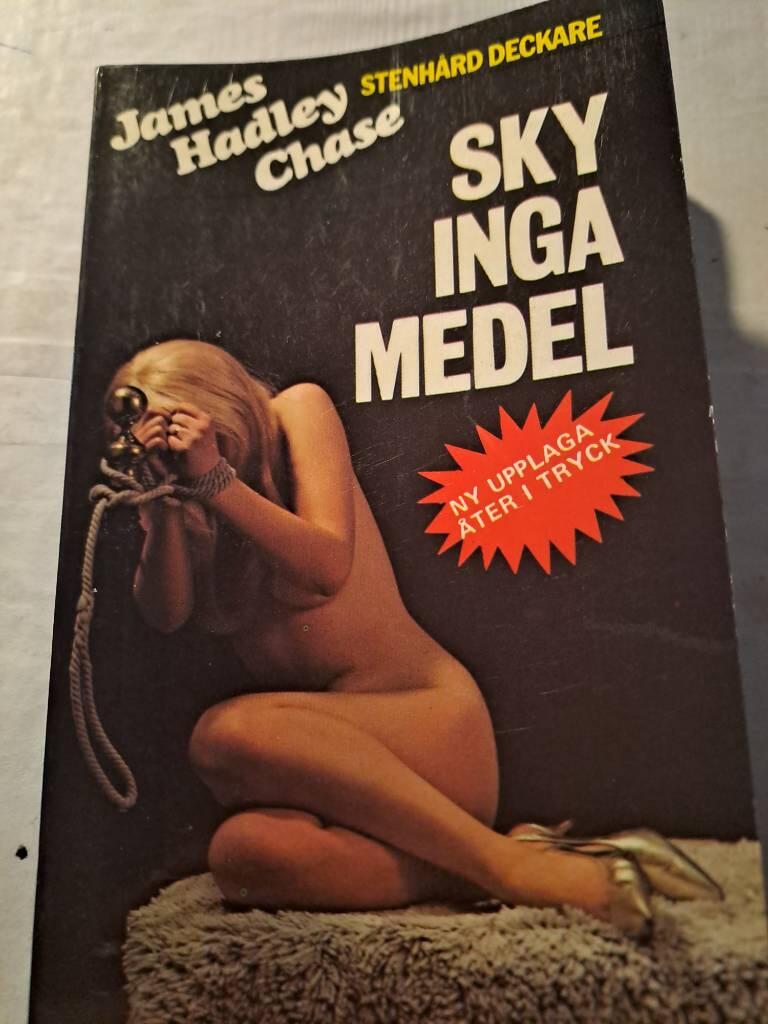 James
Hadley
Chase
STENHÅRD DECKARE
SKY
INGA
MEDEL
NY UPPLAGA
ÅTER I TRYCK